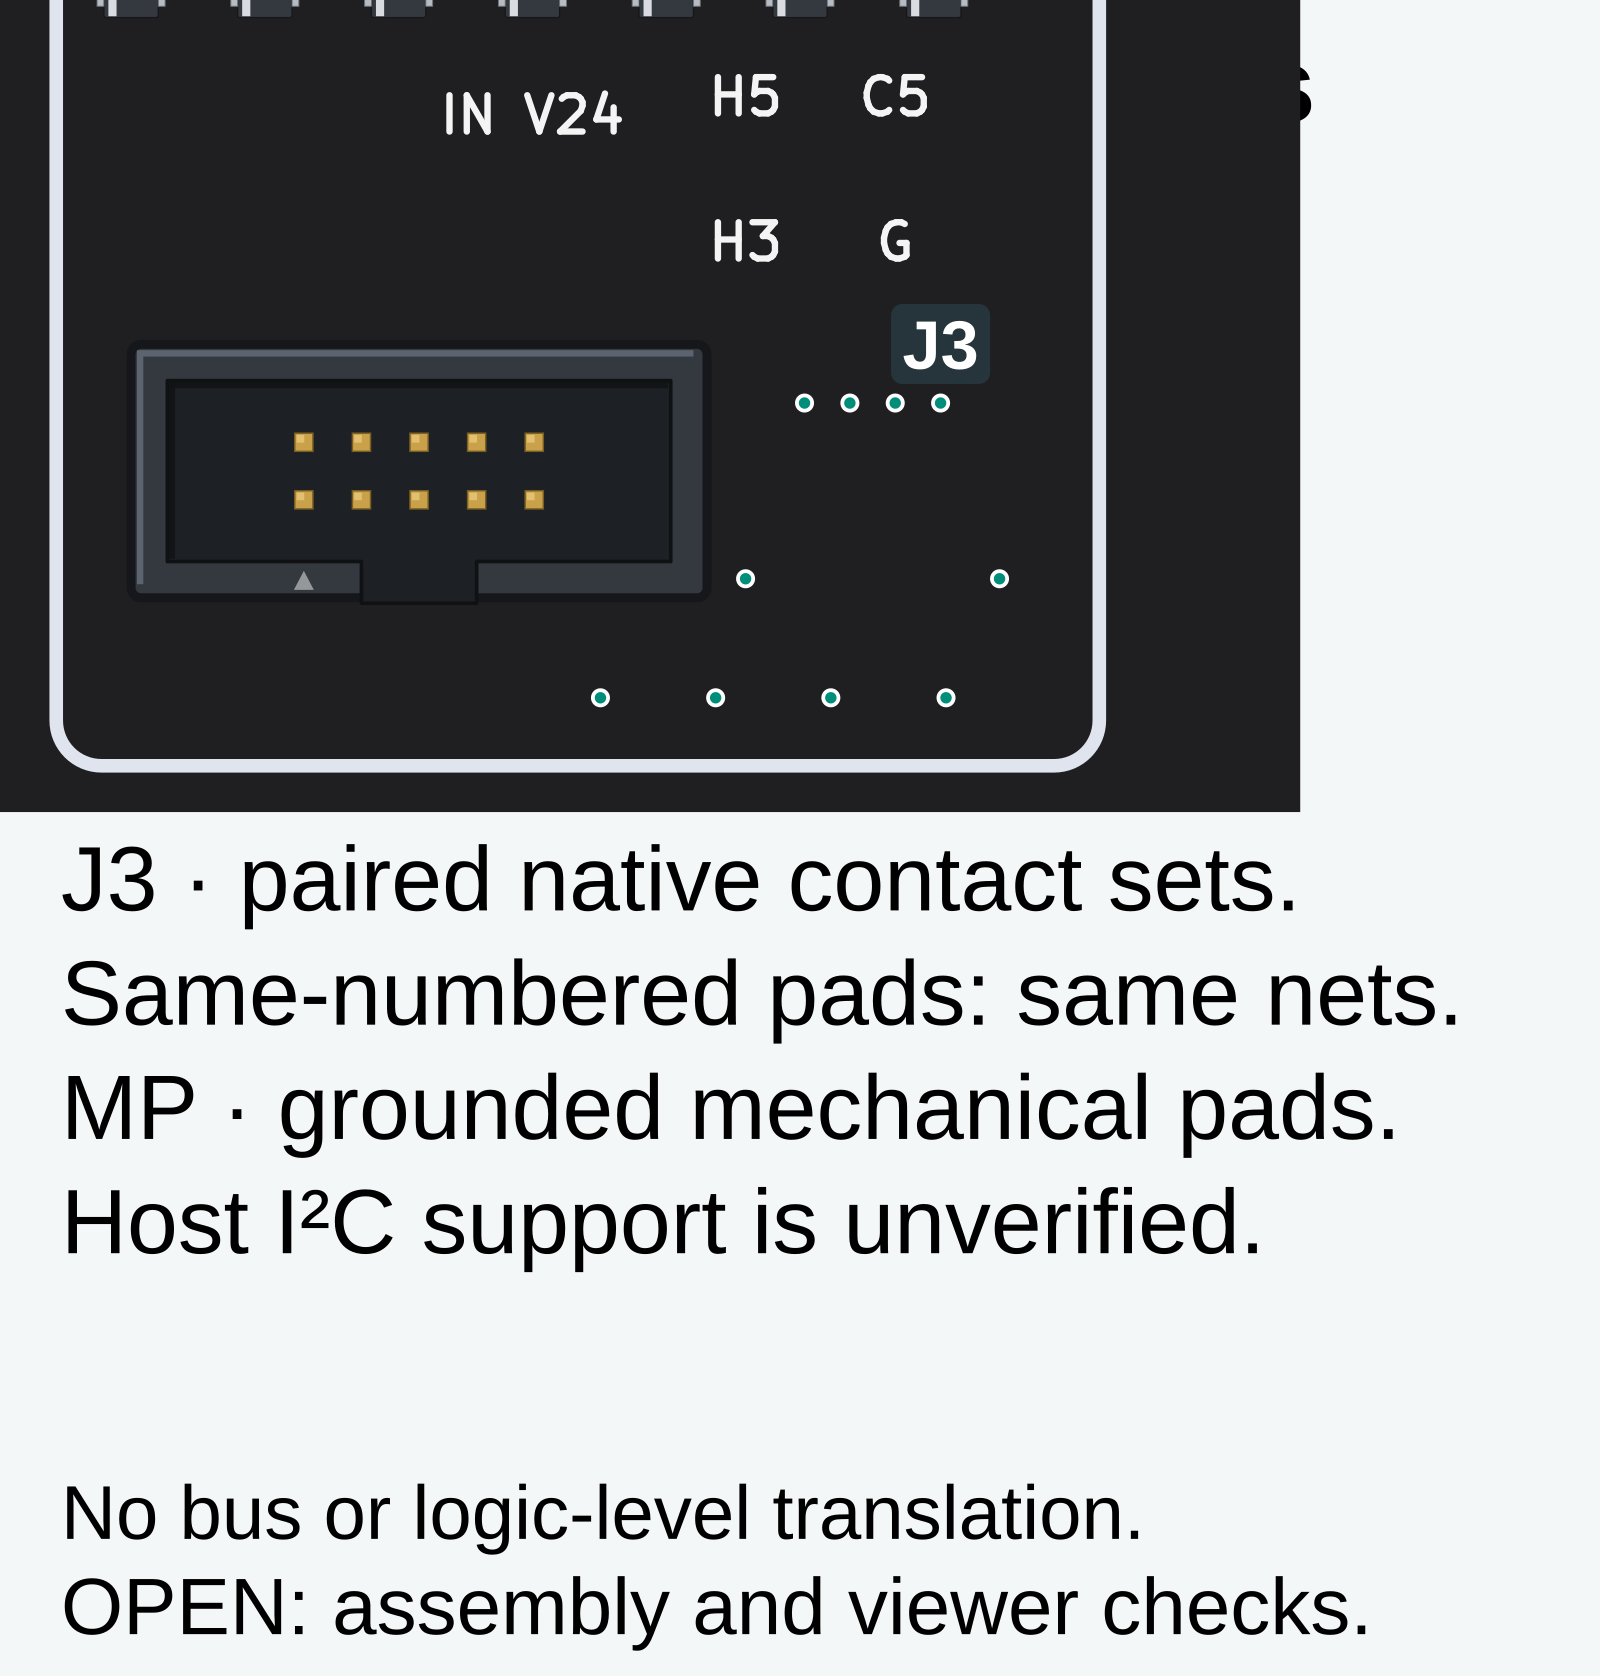 IN V24
H5 C5
H3 G
J3
J3 · paired native contact sets.
Same-numbered pads: same nets.
MP · grounded mechanical pads.
Host I²C support is unverified.
No bus or logic-level translation.
OPEN: assembly and viewer checks.